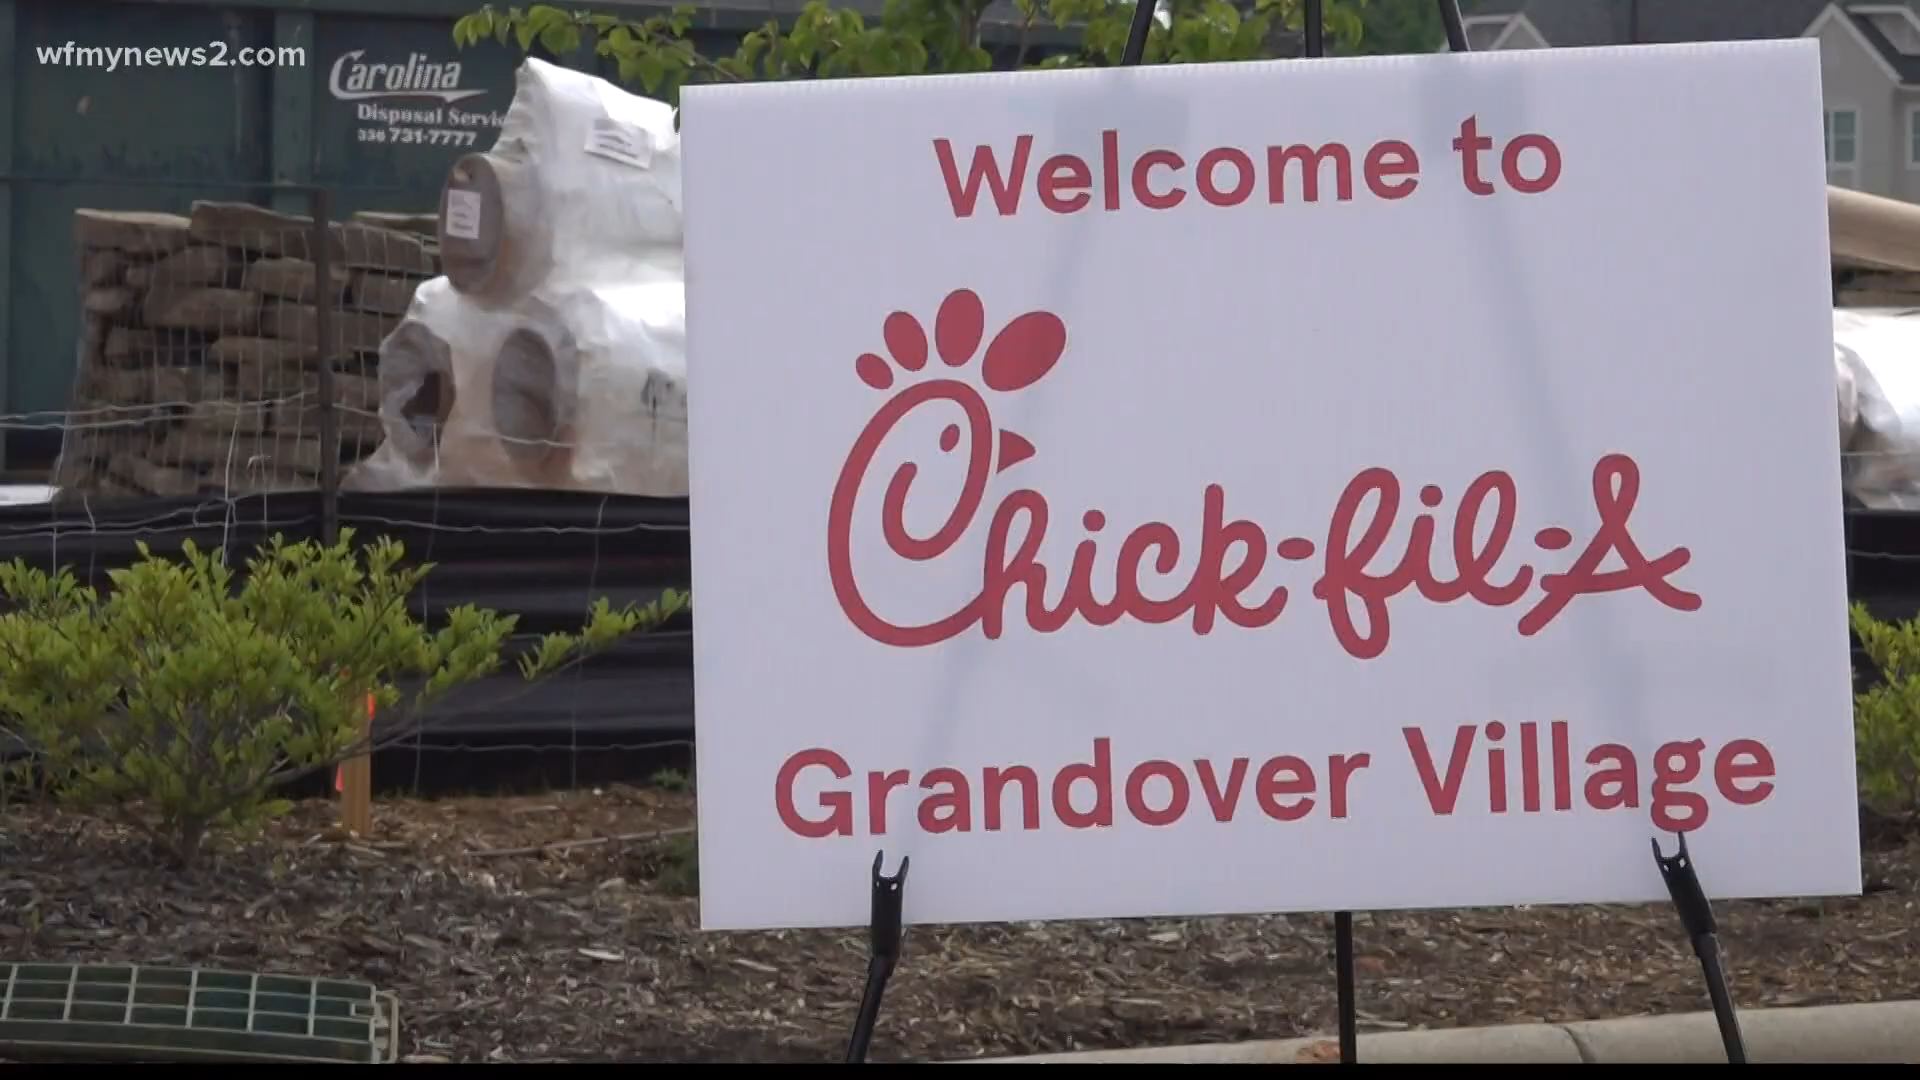 wfmynews2.com
Carolina
Disposal Servic
336 731-7777
Welcome to
Chick-fil-A
Grandover Village